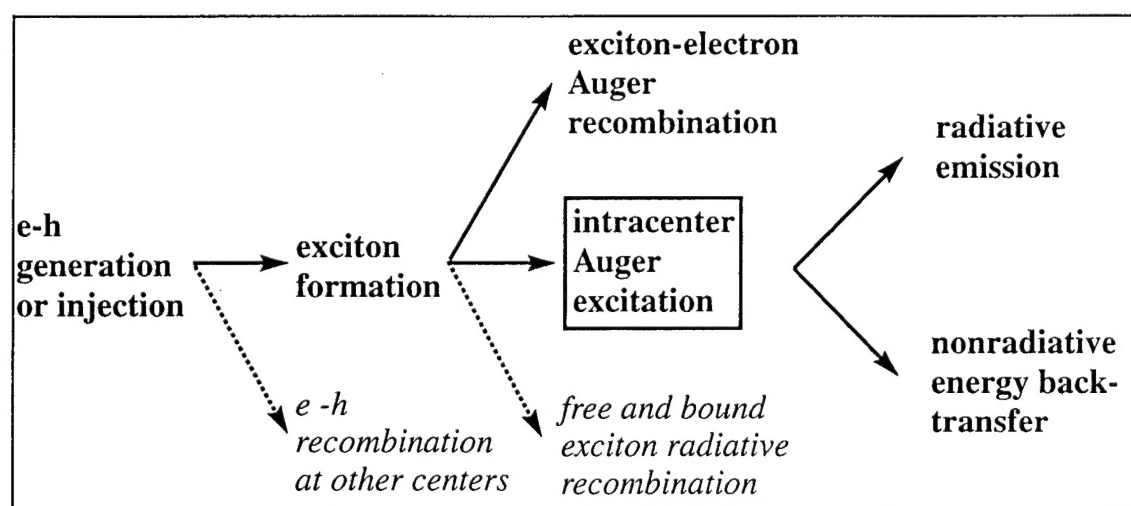 e-h
generation
or injection
exciton
formation
exciton-electron
Auger
recombination
intracenter
Auger
excitation
radiative
emission
nonradiative
energy back-
transfer
e -h
recombination
at other centers
free and bound
exciton radiative
recombination